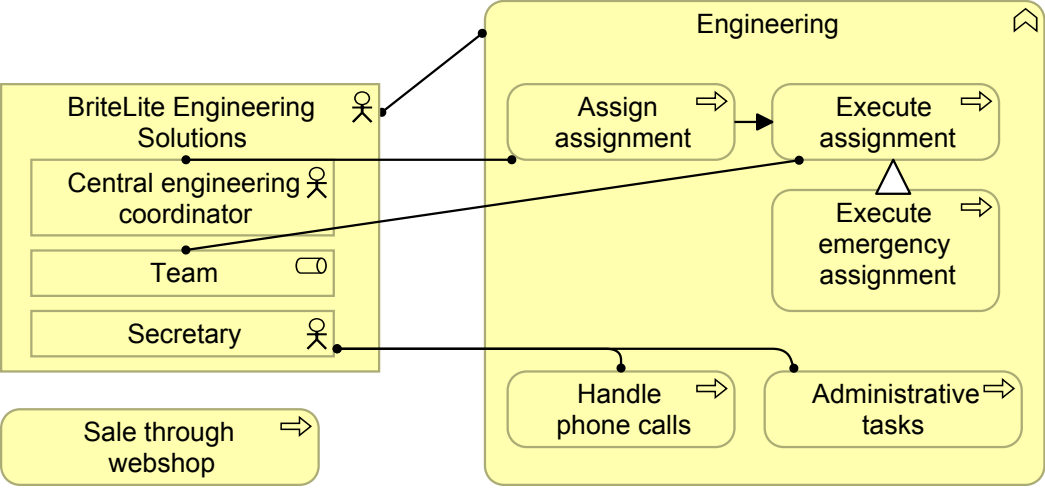 Engineering
BriteLite Engineering
Solutions
Central engineering
coordinator
Team
Secretary
Sale through
webshop
Assign
assignment
Execute
assignment
Execute
emergency
assignment
Handle
phone calls
Administrative
tasks